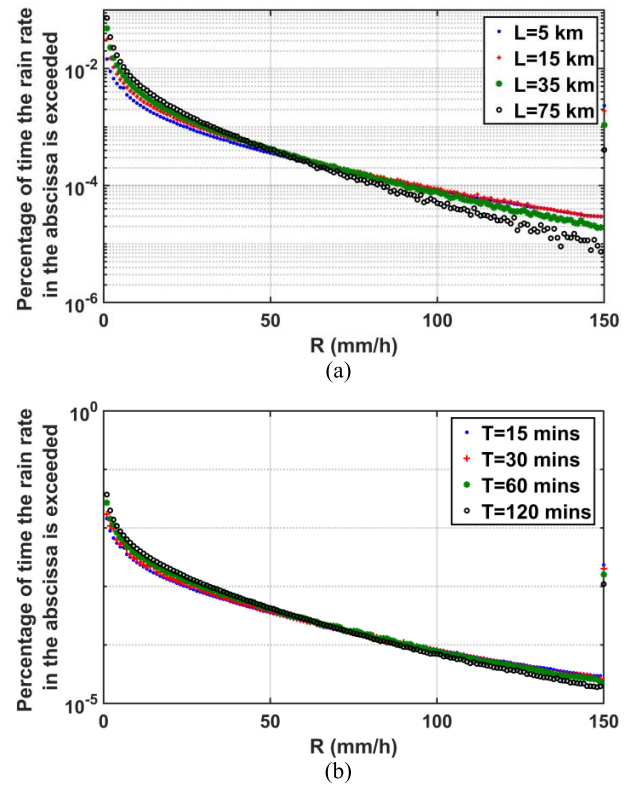 (a)
Percentage of time the rain rate
in the abscissa is exceeded
10^-2
10^-4
10^-6
L=5 km
L=15 km
L=35 km
L=75 km
0
50
100
150
R (mm/h)
(a)
Percentage of time the rain rate
in the abscissa is exceeded
10^0
10^-5
T=15 mins
T=30 mins
T=60 mins
T=120 mins
0
50
100
150
R (mm/h)
(b)